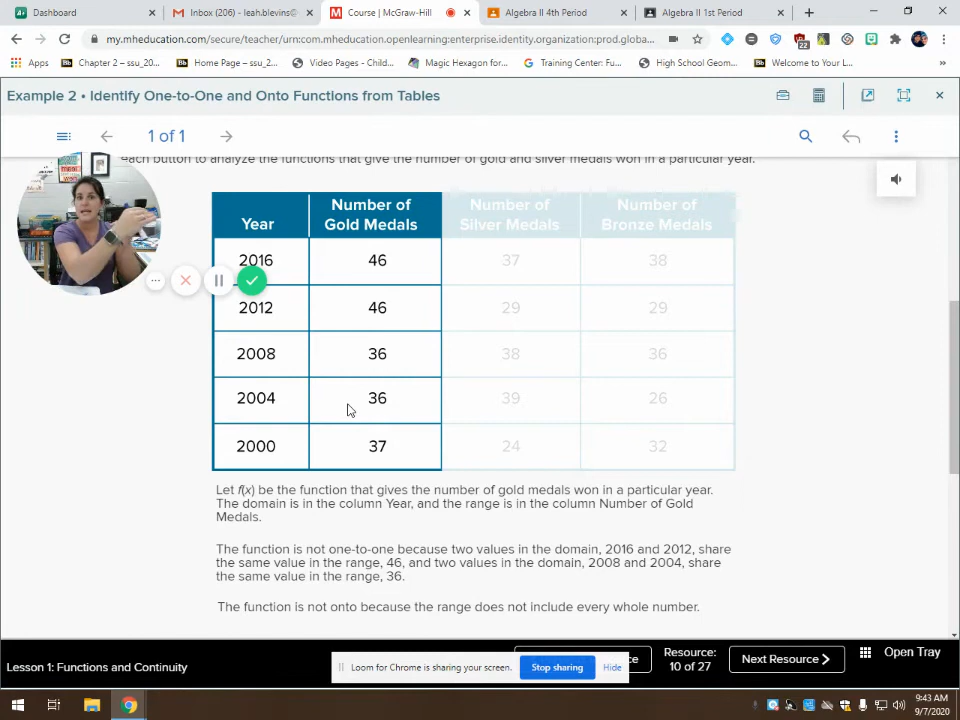 Dashboard
Inbox (206) - leah.blevins@
Course | McGraw-Hill
Algebra II 4th Period
Algebra II 1st Period
my.mheducation.com/secure/teacher/urn:com.mheducation.openlearning:enterprise.identity.organization:prod.globa...
22
Apps
Chapter 2 – ssu_20...
Home Page – ssu_2...
Video Pages - Child...
Magic Hexagon for...
Training Center: Fu...
High School Geom...
Welcome to Your L...
Example 2 • Identify One-to-One and Onto Functions from Tables
1 of 1
each button to analyze the functions that give the number of gold and silver medals won in a particular year.
Year
Number of Gold Medals
Number of Silver Medals
Number of Bronze Medals
2016 46 37 38
2012 46 29 29
2008 36 38 36
2004 36 39 26
2000 37 24 32
Let f(x) be the function that gives the number of gold medals won in a particular year.
The domain is in the column Year, and the range is in the column Number of Gold
Medals.
The function is not one-to-one because two values in the domain, 2016 and 2012, share
the same value in the range, 46, and two values in the domain, 2008 and 2004, share
the same value in the range, 36.
The function is not onto because the range does not include every whole number.
Lesson 1: Functions and Continuity
Loom for Chrome is sharing your screen.
Stop sharing
Hide
ce
Resource:
10 of 27
Next Resource
Open Tray
9:43 AM
9/7/2020